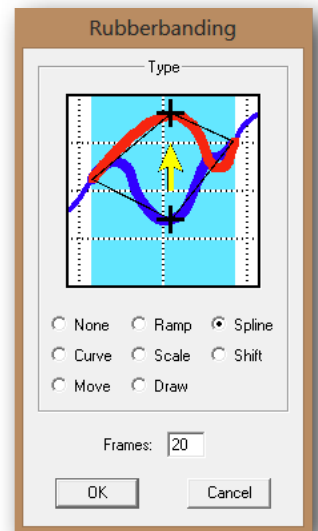 Rubberbanding
Type
None Ramp Spline
Curve Scale Shift
Move Draw
Frames: 20
OK Cancel